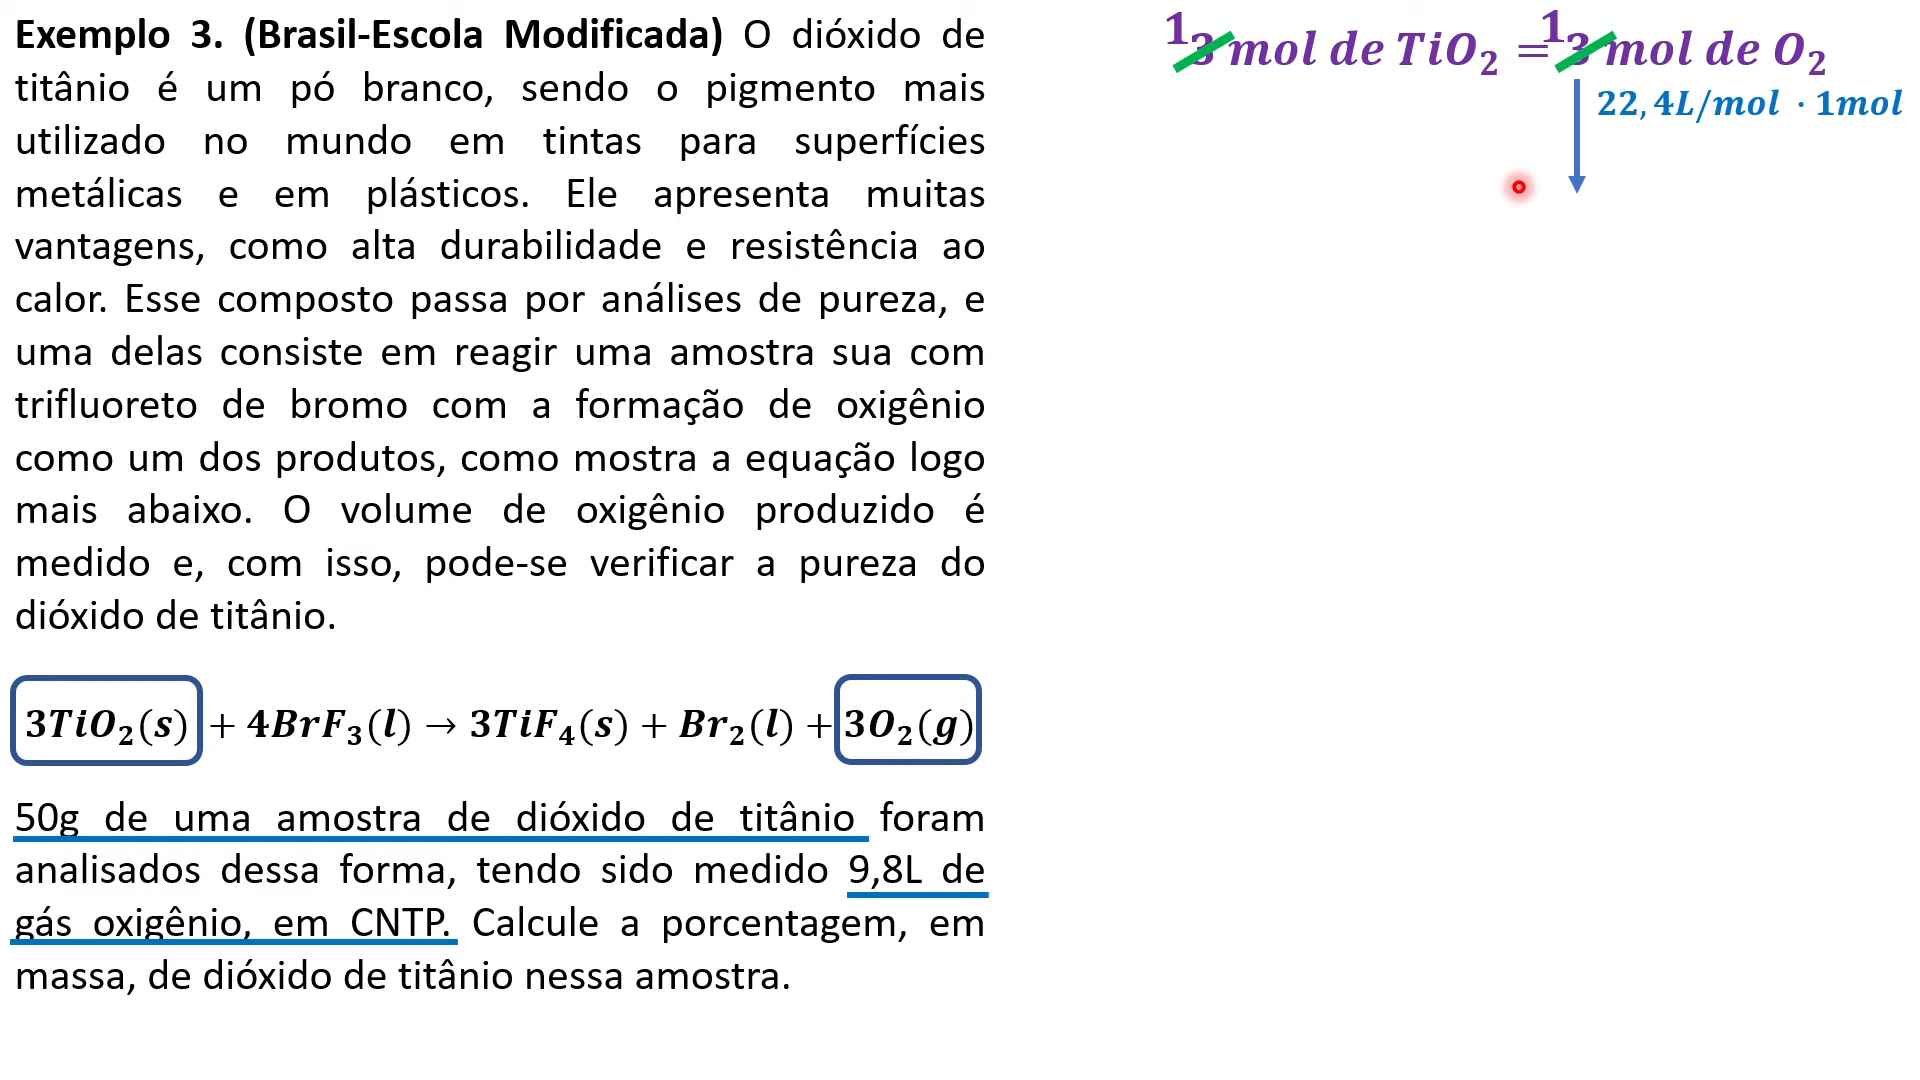 Exemplo 3. (Brasil-Escola Modificada) O dióxido de
titânio é um pó branco, sendo o pigmento mais
utilizado no mundo em tintas para superfícies
metálicas e em plásticos. Ele apresenta muitas
vantagens, como alta durabilidade e resistência ao
calor. Esse composto passa por análises de pureza, e
uma delas consiste em reagir uma amostra sua com
trifluoreto de bromo com a formação de oxigênio
como um dos produtos, como mostra a equação logo
mais abaixo. O volume de oxigênio produzido é
medido e, com isso, pode-se verificar a pureza do
dióxido de titânio.
3TiO₂(s) + 4BrF₃(l) → 3TiF₄(s) + Br₂(l) + 3O₂(g)
50g de uma amostra de dióxido de titânio foram
analisados dessa forma, tendo sido medido 9,8L de
gás oxigênio, em CNTP. Calcule a porcentagem, em
massa, de dióxido de titânio nessa amostra.
1 3 mol de TiO₂ = 1 3 mol de O₂
22,4L/mol · 1mol